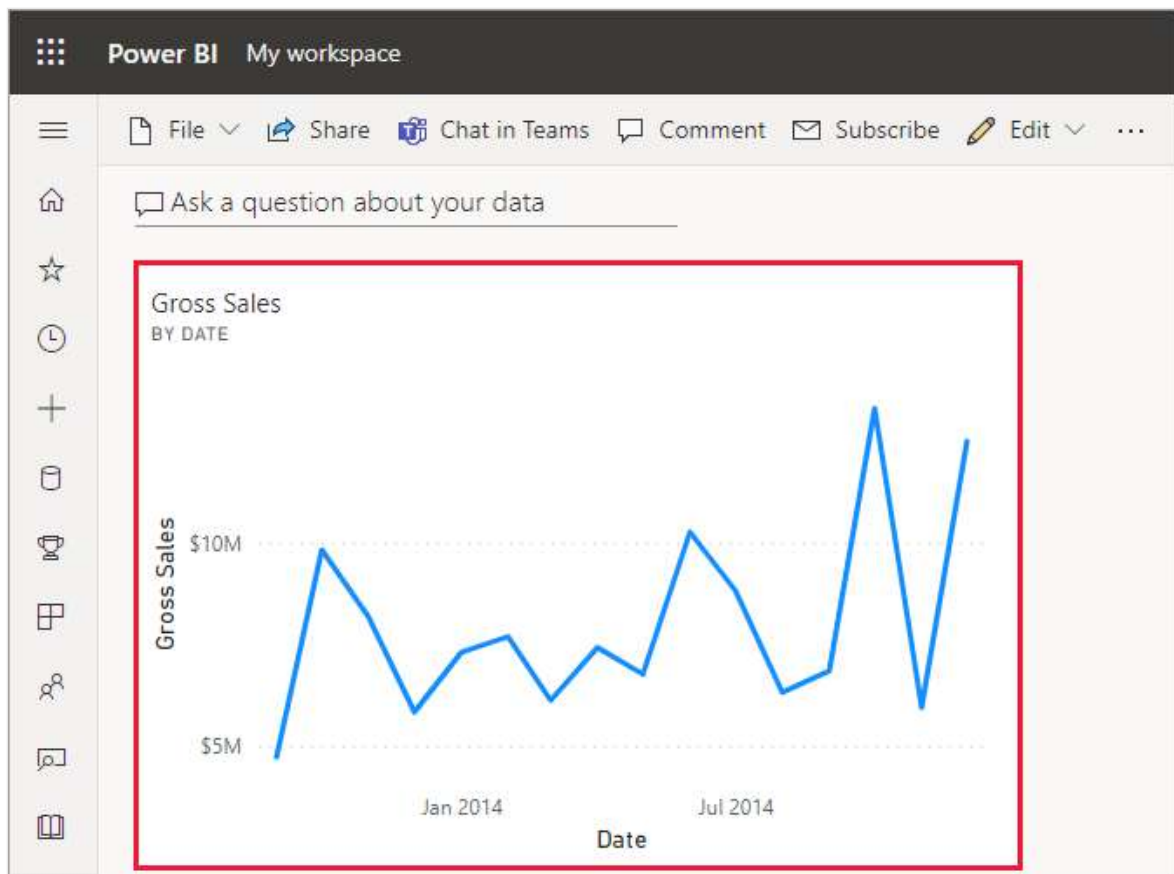 Power BI My workspace
File Share Chat in Teams Comment Subscribe Edit ...
Ask a question about your data
Gross Sales
BY DATE
Gross Sales
$10M
$5M
Jan 2014 Jul 2014
Date